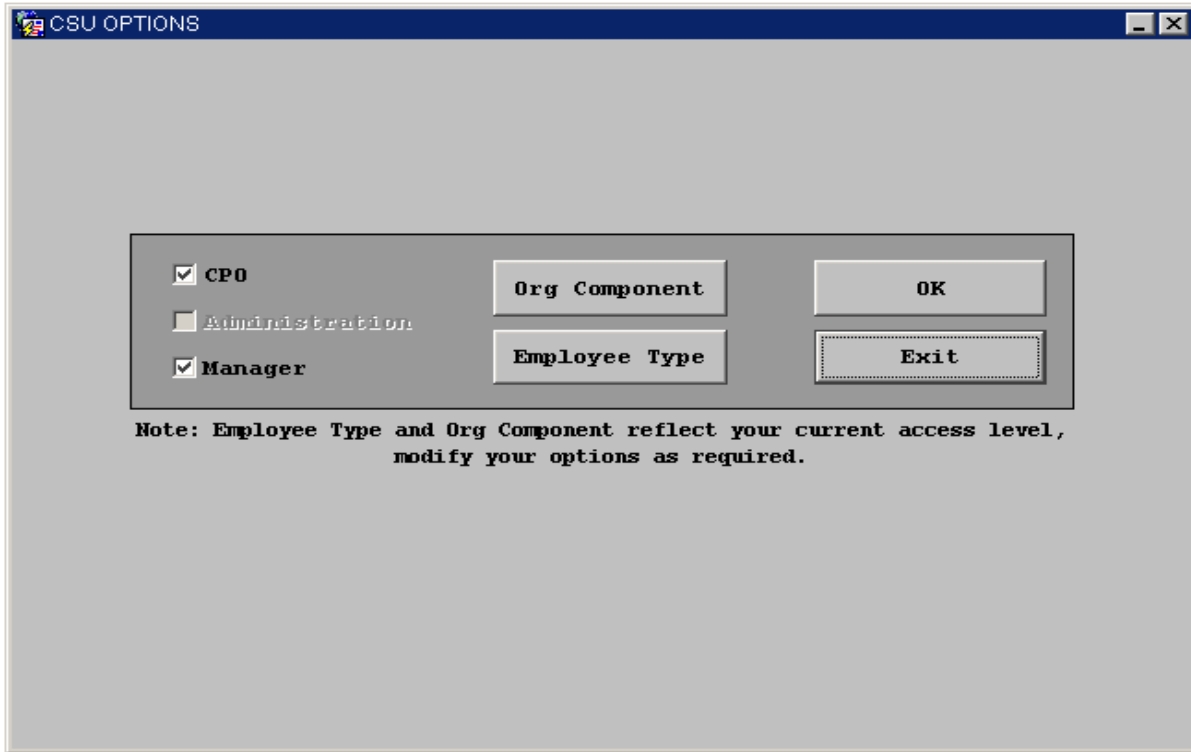 CSU OPTIONS
CPO
Org Component
OK
Administration
Employee Type
Exit
Manager
Note: Employee Type and Org Component reflect your current access level,
modify your options as required.